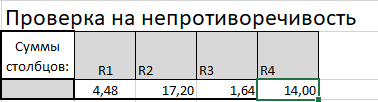 Проверка на непротиворечивость
Суммы
столбцов: R1 R2 R3 R4
4,48 17,20 1,64 14,00